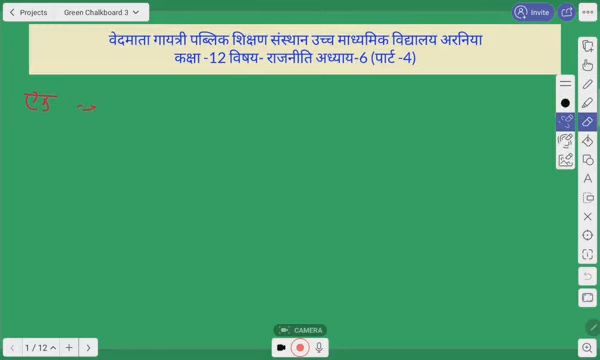 Projects
Green Chalkboard 3
Invite
वेदमाता गायत्री पब्लिक शिक्षण संस्थान उच्च माध्यमिक विद्यालय अरनिया
कक्षा -12 विषय- राजनीति अध्याय-6 (पार्ट -4)
A
CAMERA
1 / 12